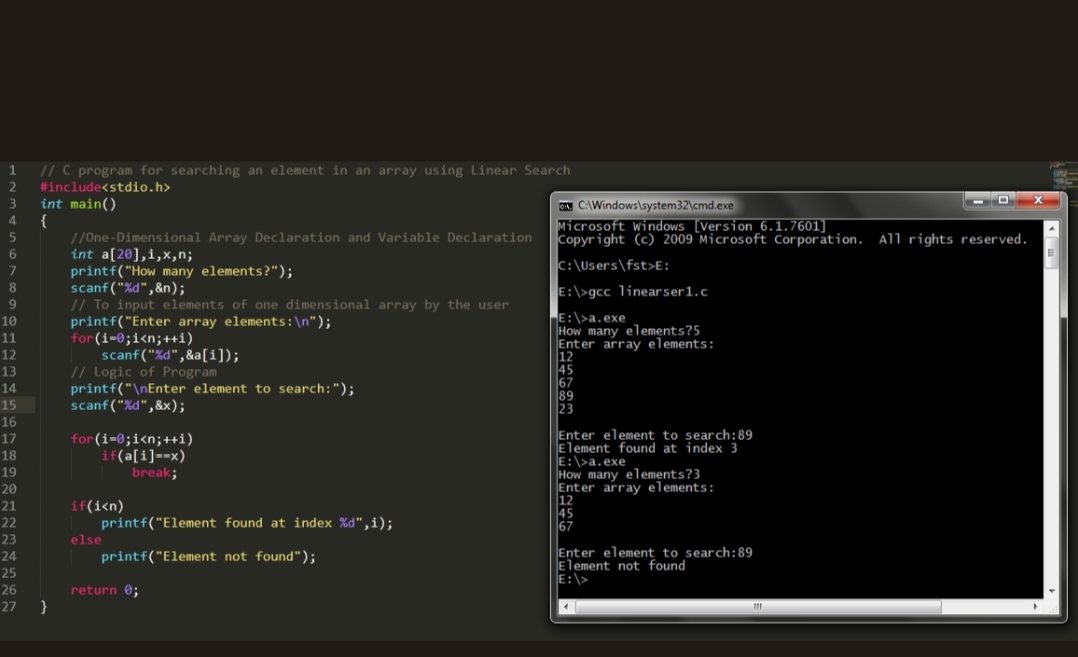 1 // C program for searching an element in an array using Linear Search
2 #include<stdio.h>
3 int main()
4 {
5 //One-Dimensional Array Declaration and Variable Declaration
6 int a[20],i,x,n;
7 printf("How many elements?");
8 scanf("%d",&n);
9 // To input elements of one dimensional array by the user
10 printf("Enter array elements:\n");
11 for(i=0;i<n;++i)
12 scanf("%d",&a[i]);
13 // Logic of Program
14 printf("\nEnter element to search:");
15 scanf("%d",&x);
16
17 for(i=0;i<n;++i)
18 if(a[i]==x)
19 break;
20
21 if(i<n)
22 printf("Element found at index %d",i);
23 else
24 printf("Element not found");
25
26 return 0;
27 }
C:\Windows\system32\cmd.exe
Microsoft Windows [Version 6.1.7601]
Copyright (c) 2009 Microsoft Corporation. All rights reserved.
C:\Users\fst>E:
E:\>gcc linearser1.c
E:\>a.exe
How many elements?5
Enter array elements:
12
45
67
89
23
Enter element to search:89
Element found at index 3
E:\>a.exe
How many elements?3
Enter array elements:
12
45
67
Enter element to search:89
Element not found
E:\>